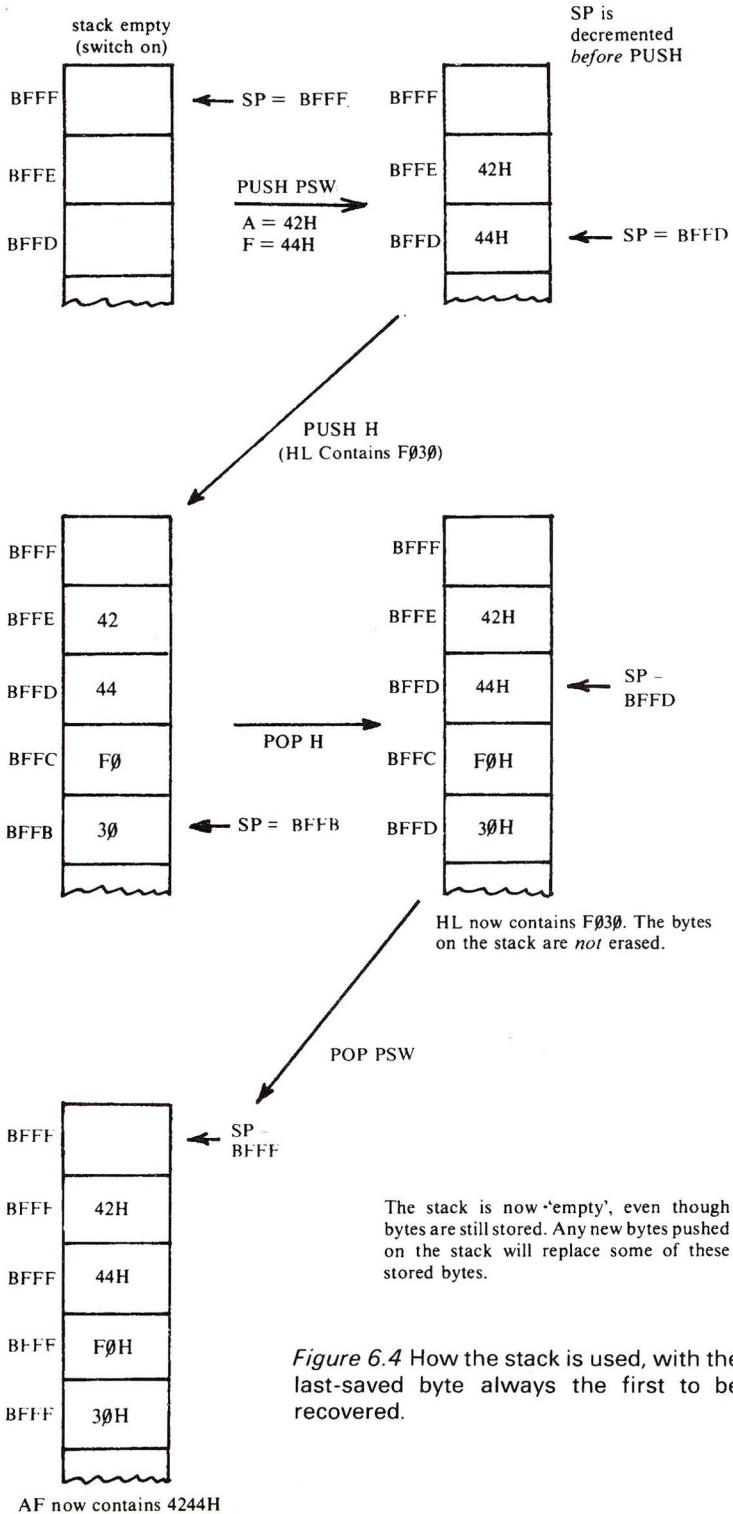 stack empty
(switch on)
SP is
decremented
before PUSH
BFFF
SP = BFFF
BFFE
BFFD
PUSH PSW
A = 42H
F = 44H
BFFF
BFFE 42H
BFFD 44H
SP = BFFD
PUSH H
(HL Contains FØ3Ø)
BFFF
BFFE 42
BFFD 44
BFFC FØ
BFFB 3Ø
SP = BFFB
POP H
BFFF
BFFE 42H
BFFD 44H
SP –
BFFD
BFFC FØH
BFFD 3ØH
HL now contains FØ3Ø. The bytes
on the stack are not erased.
POP PSW
BFFF
SP –
BFFF
BFFF 42H
BFFF 44H
BFFF FØH
BFFF 3ØH
AF now contains 4244H
The stack is now ‘empty’, even though
bytes are still stored. Any new bytes pushed
on the stack will replace some of these
stored bytes.
Figure 6.4 How the stack is used, with the
last-saved byte always the first to be
recovered.